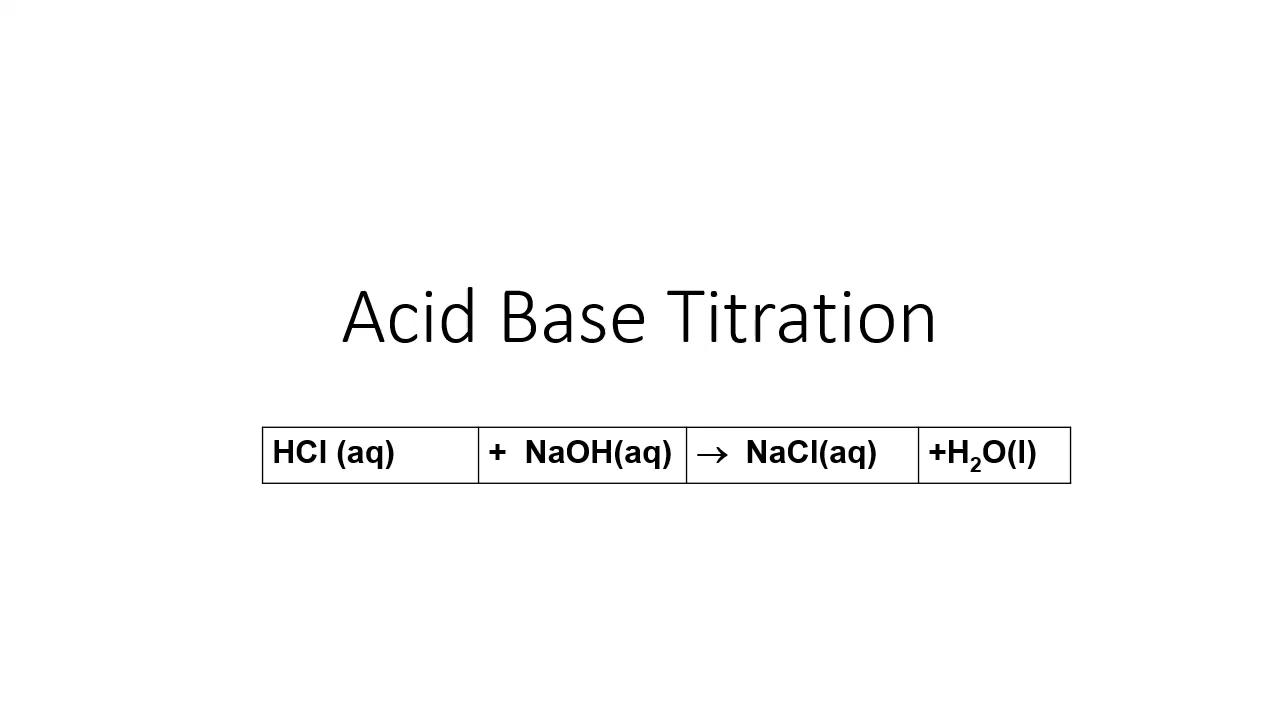 Acid Base Titration
HCl (aq) + NaOH(aq) → NaCl(aq) +H₂O(l)